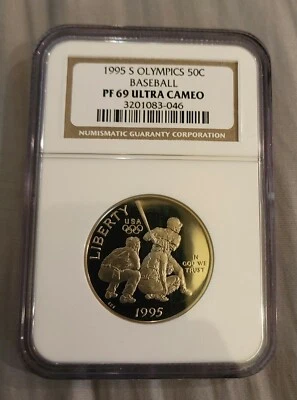 1995 S OLYMPICS 50C
BASEBALL
PF 69 ULTRA CAMEO
3201083-046
NUMISMATIC GUARANTY CORPORATION
LIBERTY
USA
IN
GOD WE
TRUST
1995